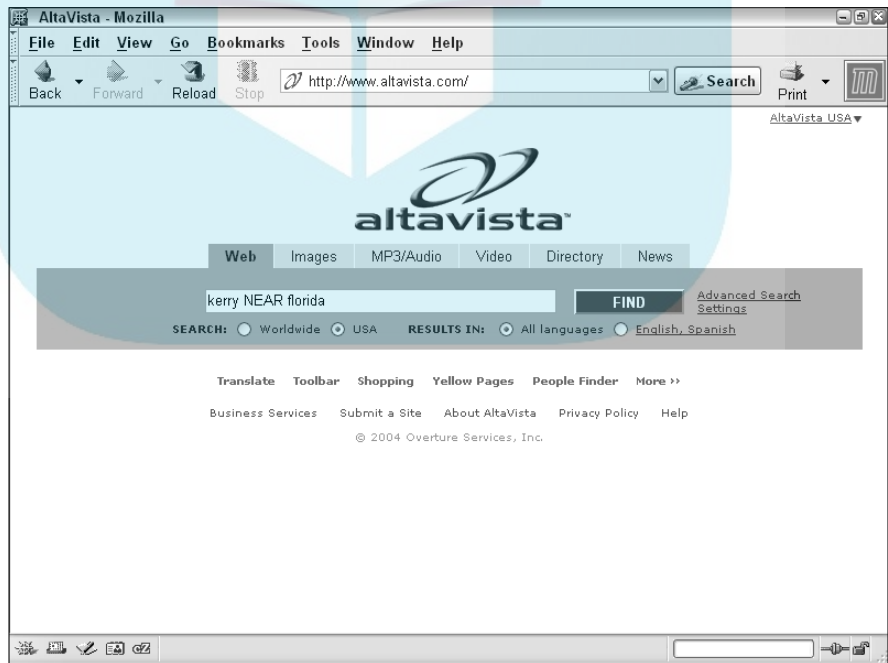 AltaVista - Mozilla
File Edit View Go Bookmarks Tools Window Help
Back Forward Reload Stop http://www.altavista.com/ Search Print
AltaVista USA
altavista™
Web Images MP3/Audio Video Directory News
kerry NEAR florida FIND Advanced Search
Settings
SEARCH: Worldwide USA RESULTS IN: All languages English, Spanish
Translate Toolbar Shopping Yellow Pages People Finder More ››
Business Services Submit a Site About AltaVista Privacy Policy Help
© 2004 Overture Services, Inc.